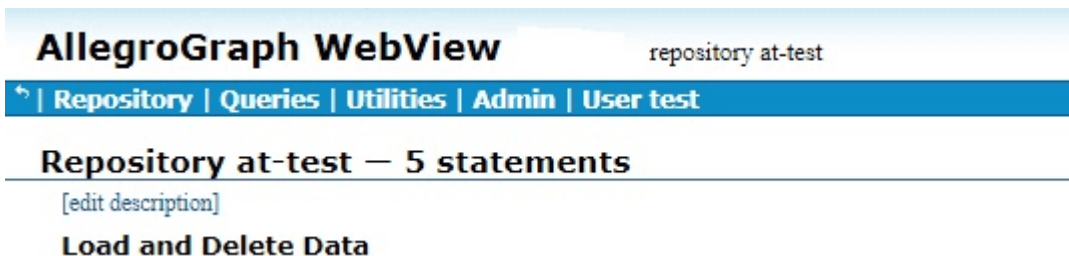 AllegroGraph WebView repository at-test
| Repository | Queries | Utilities | Admin | User test
Repository at-test — 5 statements
[edit description]
Load and Delete Data